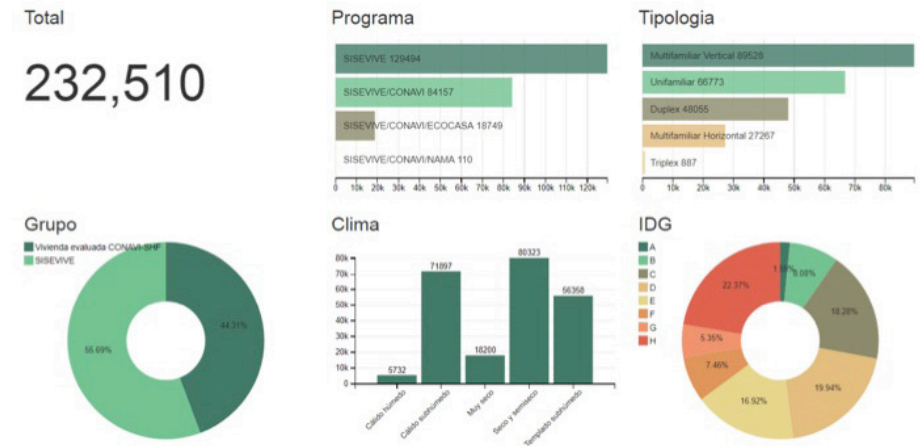 Total
232,510
Programa
SISEVIVE 129494
SISEVIVE/CONAVI 84157
SISEVIVE/CONAVI/ECOCASA 18749
SISEVIVE/CONAVI/NAMA 110
0 10k 20k 30k 40k 50k 60k 70k 80k 90k 100k 110k 120k
Tipologia
Multifamiliar Vertical 89528
Unifamiliar 66773
Duplex 48055
Multifamiliar Horizontal 27267
Triplex 887
0 10k 20k 30k 40k 50k 60k 70k 80k
Grupo
Vivienda evaluada CONAVI-SHF
SISEVIVE
44.31%
55.69%
Clima
80k
70k
60k
50k
40k
30k
20k
10k
0
5732
71897
18200
80323
56358
Cálido húmedo
Cálido subhúmedo
Muy seco
Seco y semiseco
Templado subhúmedo
IDG
A
B
C
D
E
F
G
H
8.08%
18.28%
19.94%
16.92%
7.46%
5.35%
22.37%